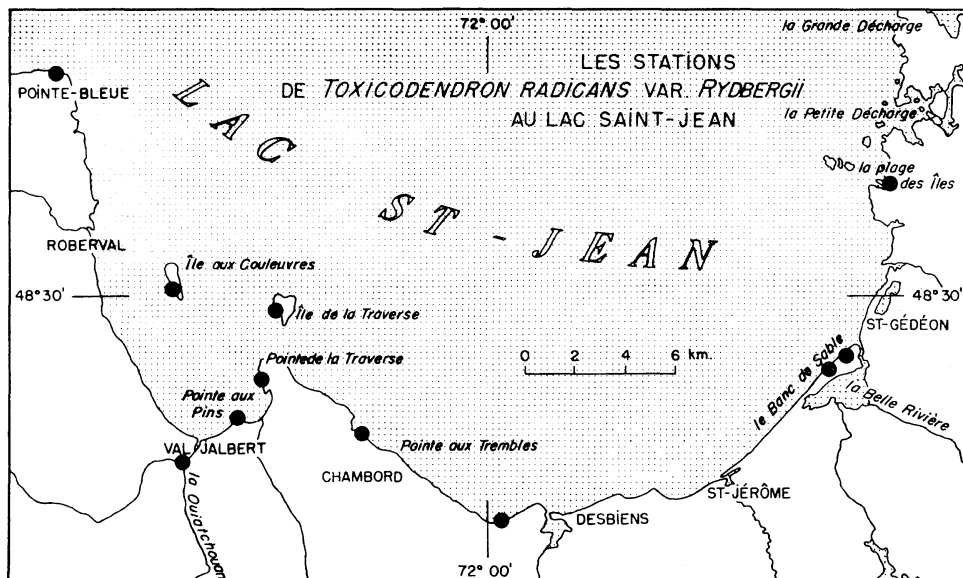 72° 00'
la Grande Décharge
LES STATIONS
DE TOXICODENDRON RADICANS VAR. RYDBERGII
AU LAC SAINT-JEAN
POINTE-BLEUE
LAC ST-JEAN
la Petite Décharge
la plage
des Îles
ROBERVAL
Île aux Couleuvres
48° 30'
48° 30'
Île de la Traverse
ST-GÉDÉON
Pointe de la Traverse
0 2 4 6 km.
le Banc de Sable
la Belle Rivière
Pointe aux
Pins
VAL JALBERT
Pointe aux Trembles
CHAMBORD
la Ouiatchouan
ST-JÉRÔME
DESBIENS
72° 00'